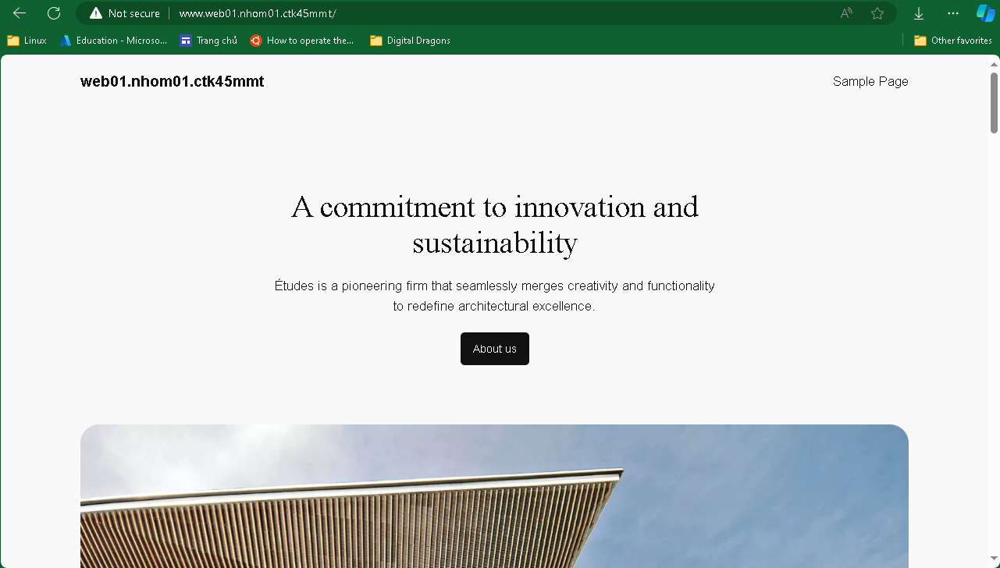 Not secure www.web01.nhom01.ctk45mmt/
Linux Education - Microso... Trang chủ How to operate the... Digital Dragons Other favorites
web01.nhom01.ctk45mmt Sample Page
A commitment to innovation and
sustainability
Études is a pioneering firm that seamlessly merges creativity and functionality
to redefine architectural excellence.
About us